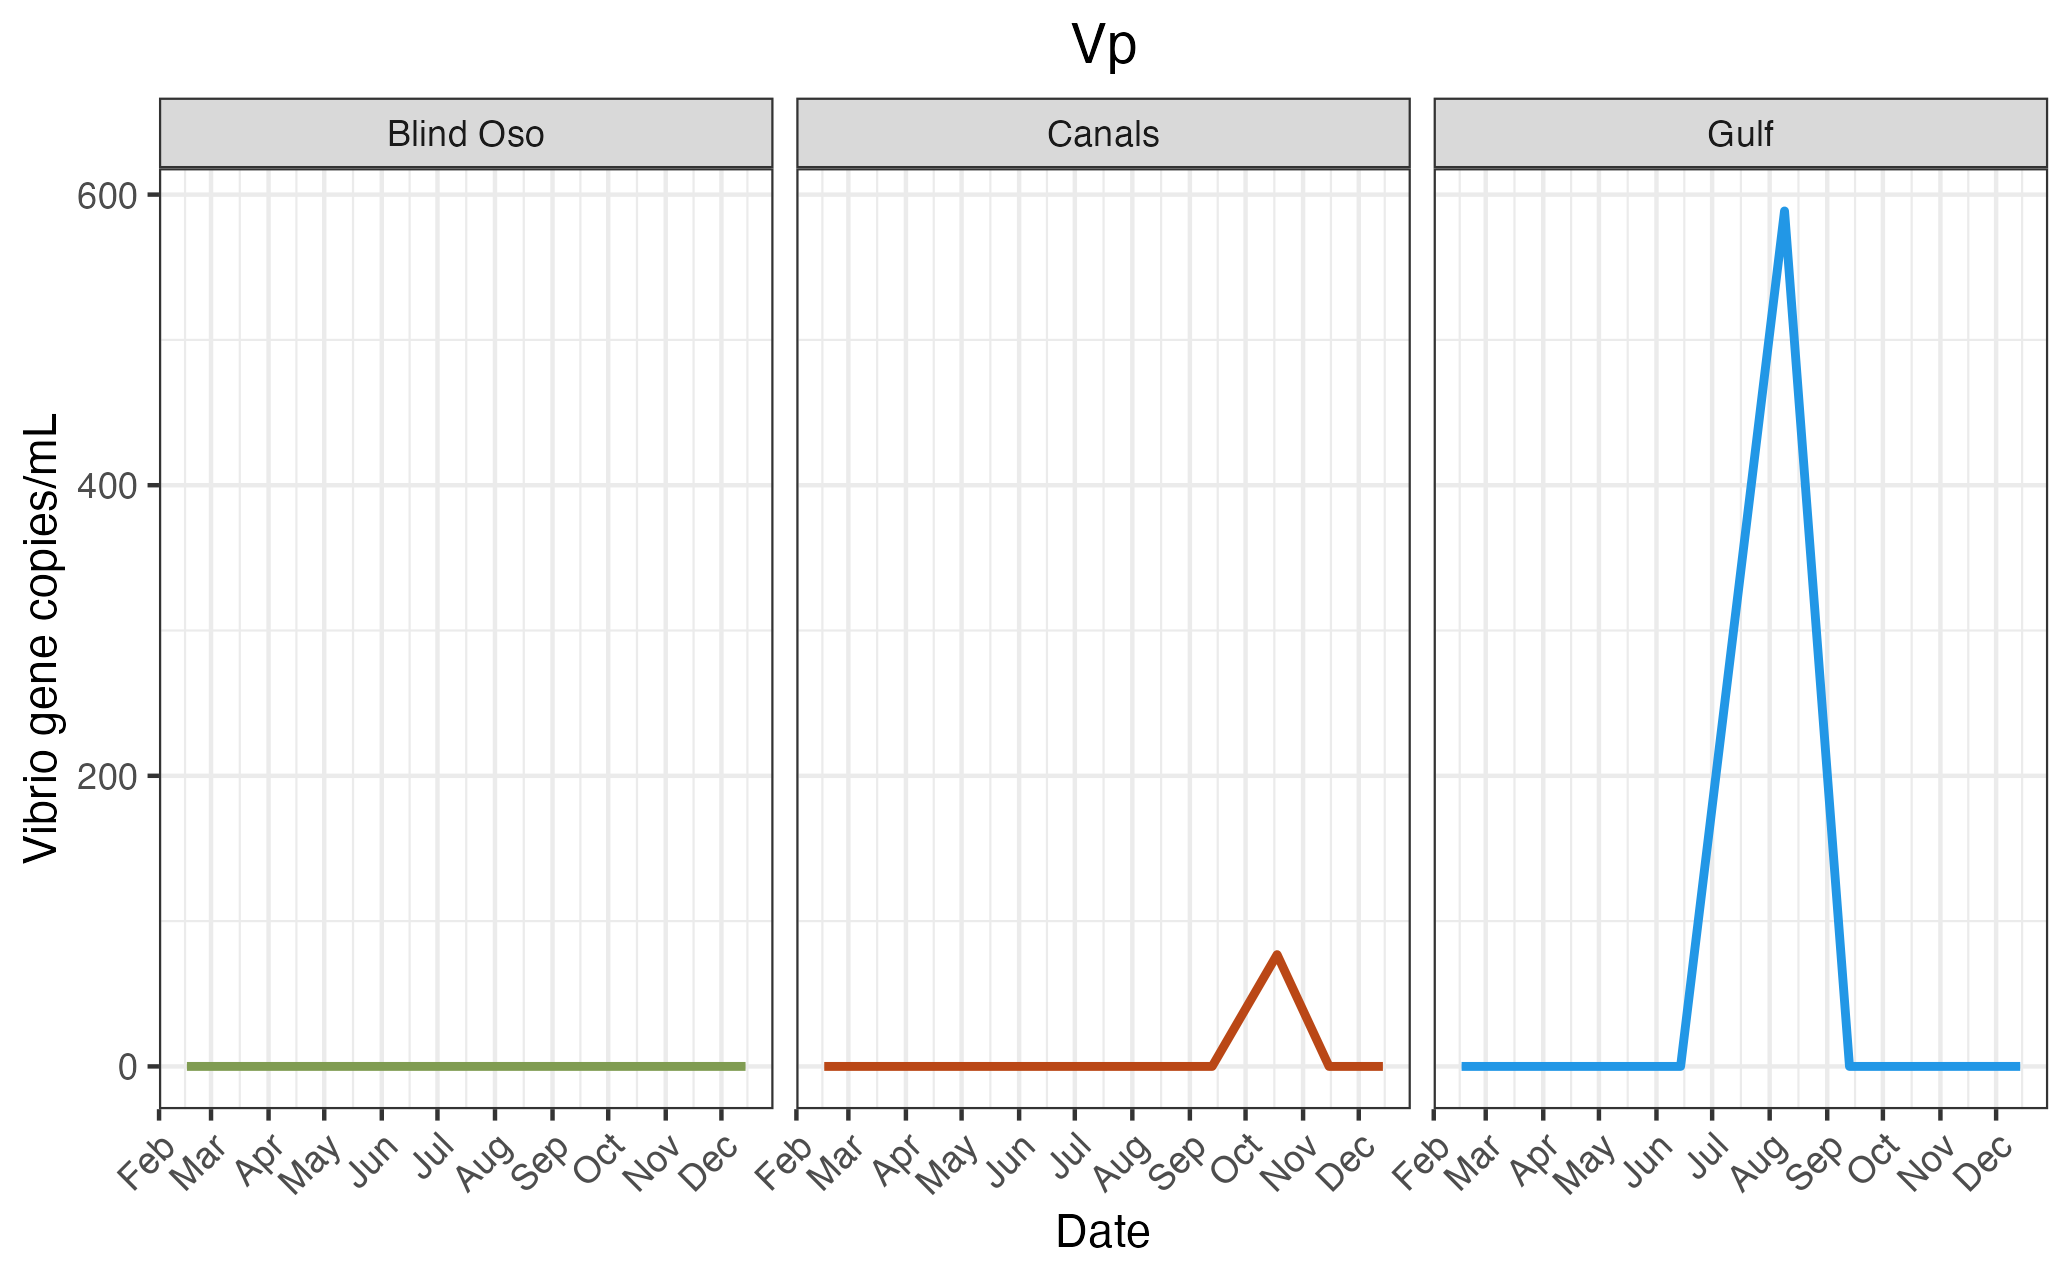 Vp
Blind Oso Canals Gulf
Vibrio gene copies/mL
600
400
200
0
Feb Mar Apr May Jun Jul Aug Sep Oct Nov Dec Feb Mar Apr May Jun Jul Aug Sep Oct Nov Dec Feb Mar Apr May Jun Jul Aug Sep Oct Nov Dec
Date